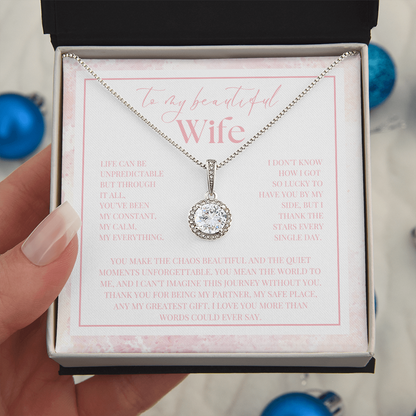 to my beautiful
Wife
LIFE CAN BE
UNPREDICTABLE
BUT THROUGH
IT ALL,
YOU'VE BEEN
MY CONSTANT,
MY CALM,
MY EVERYTHING.
I DON'T KNOW
HOW I GOT
SO LUCKY TO
HAVE YOU BY MY
SIDE, BUT I
THANK THE
STARS EVERY
SINGLE DAY.
YOU MAKE THE CHAOS BEAUTIFUL AND THE QUIET
MOMENTS UNFORGETTABLE, YOU MEAN THE WORLD TO
ME, AND I CAN'T IMAGINE THIS JOURNEY WITHOUT YOU.
THANK YOU FOR BEING MY PARTNER, MY SAFE PLACE,
ANY MY GREATEST GIFT, I LOVE YOU MORE THAN
WORDS COULD EVER SAY.